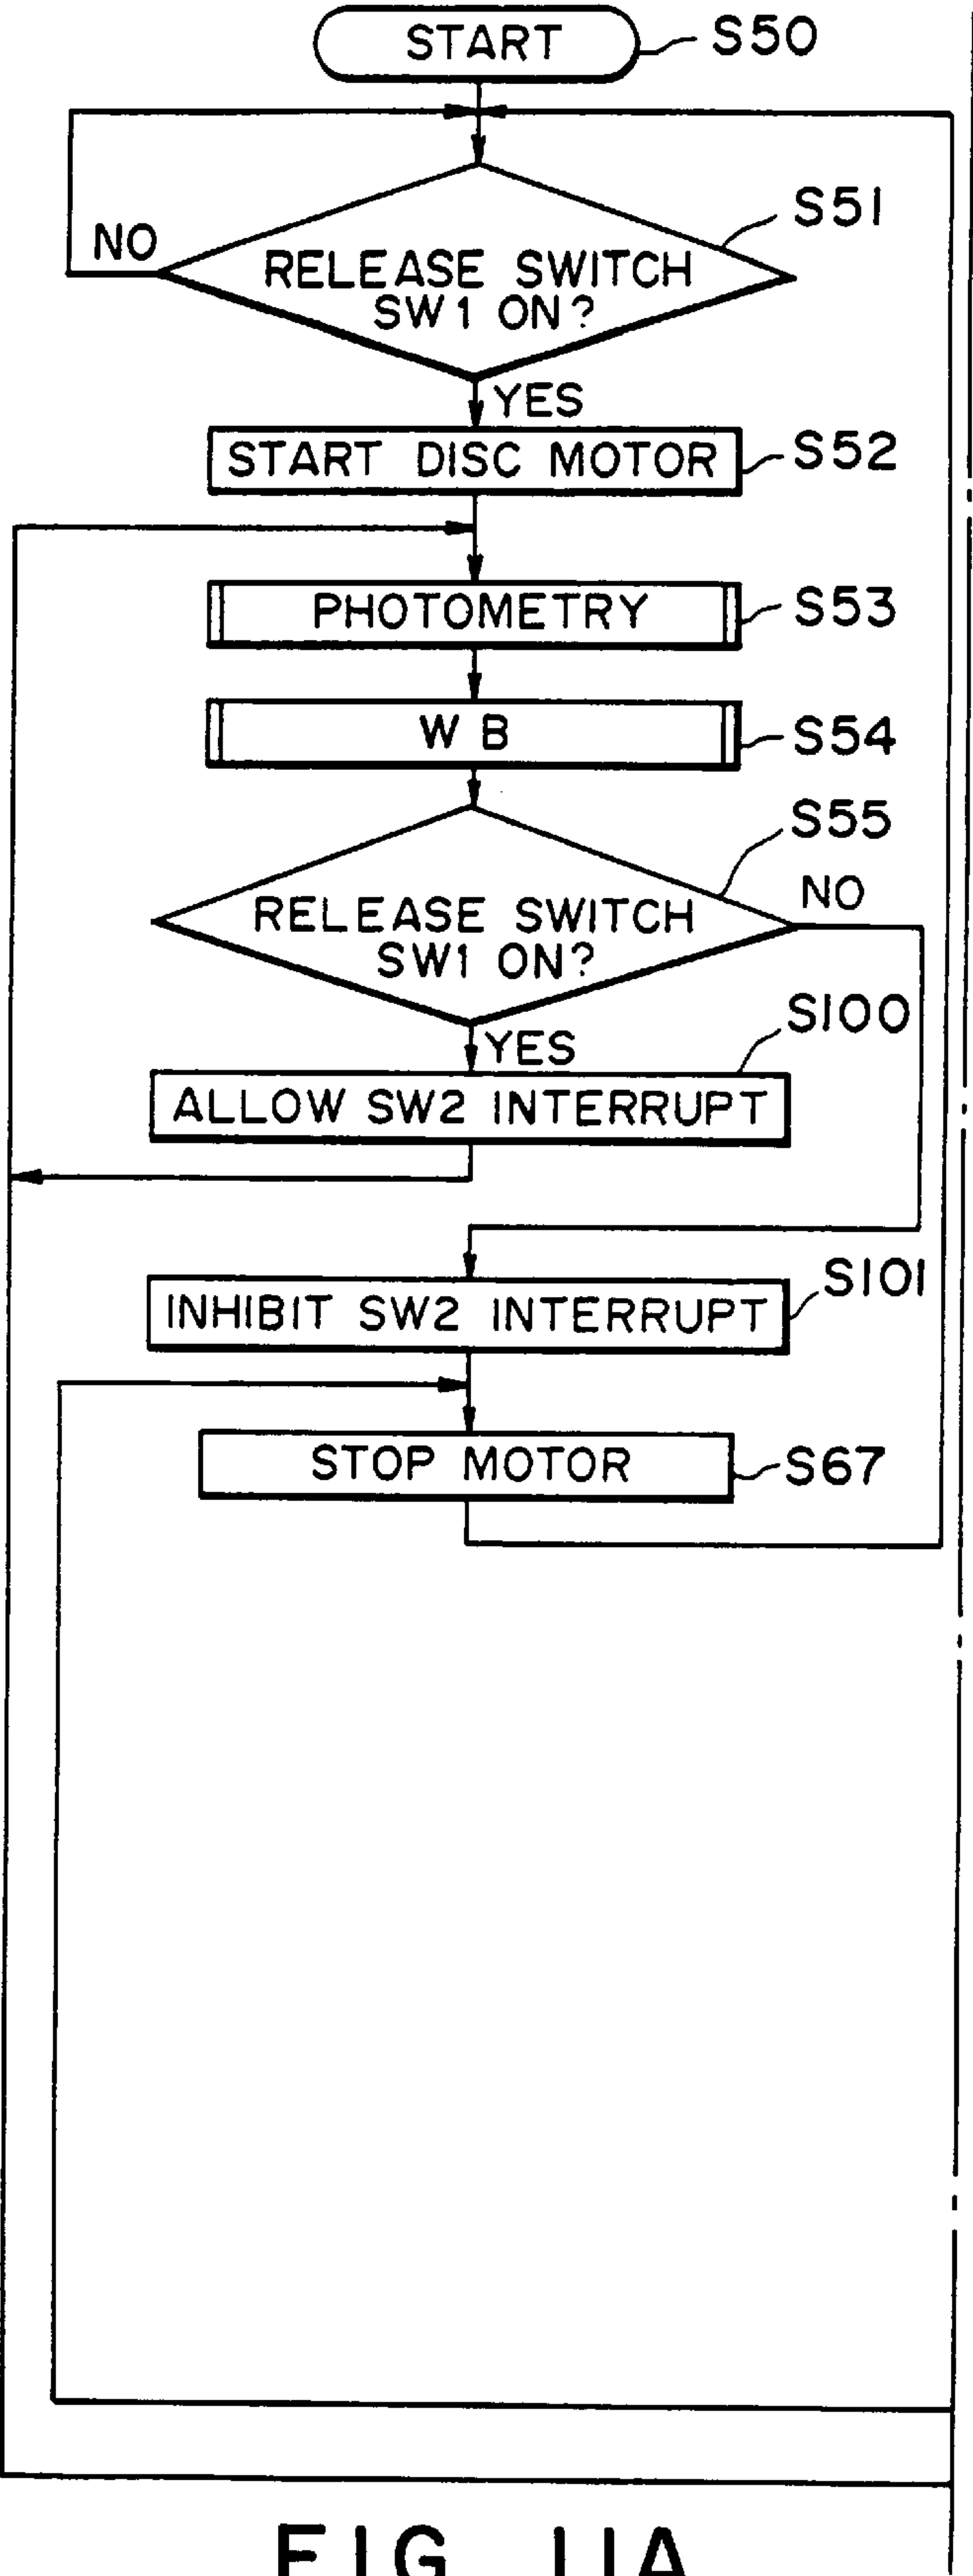 START
S50
S51
NO
RELEASE SWITCH
SW1 ON?
YES
START DISC MOTOR
S52
PHOTOMETRY
S53
WB
S54
S55
NO
RELEASE SWITCH
SW1 ON?
S100
YES
ALLOW SW2 INTERRUPT
S101
INHIBIT SW2 INTERRUPT
STOP MOTOR
S67
FIG. 11A